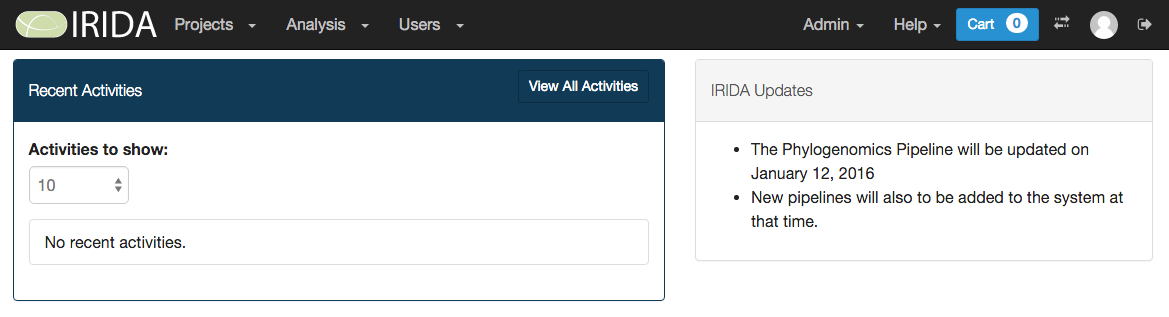 IRIDA Projects Analysis Users Admin Help Cart 0
Recent Activities View All Activities
Activities to show:
10
No recent activities.
IRIDA Updates
The Phylogenomics Pipeline will be updated on
January 12, 2016
New pipelines will also to be added to the system at
that time.